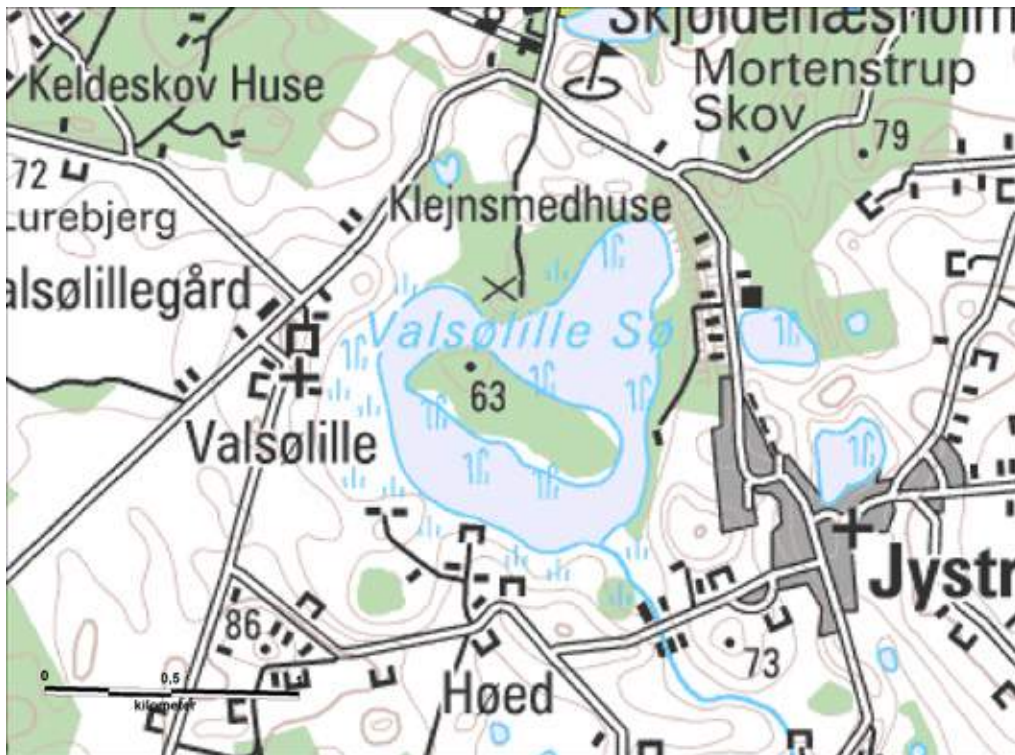 Skjoldenæsholm
Keldeskov Huse
Mortenstrup
Skov
79
72
Klejnsmedhuse
Lurebjerg
alsølillegård
Valsølille Sø
63
Valsølille
Jystr
86
73
Høed
0
0,5
kilometer